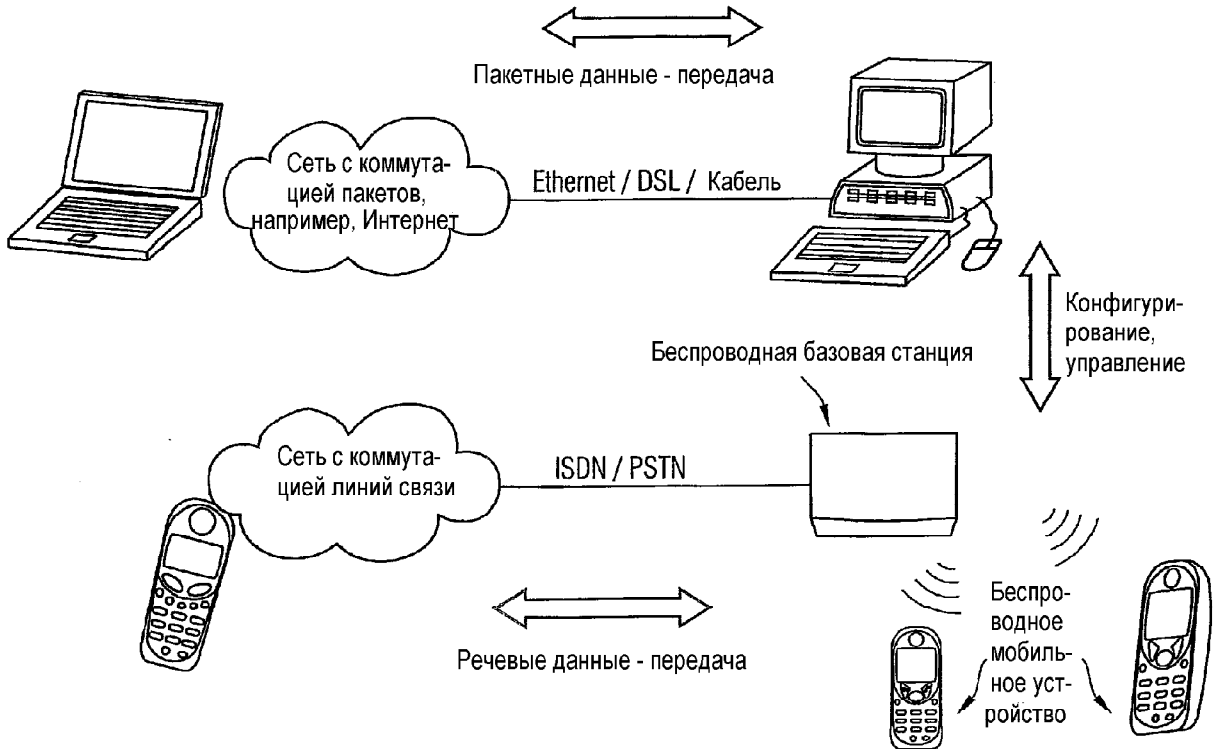 Пакетные данные - передача
Сеть с коммута-
цией пакетов,
например, Интернет
Ethernet / DSL / Кабель
Конфигури-
рование,
управление
Беспроводная базовая станция
Сеть с коммута-
цией линий связи
ISDN / PSTN
Речевые данные - передача
Беспро-
водное
мобиль-
ное уст-
ройство